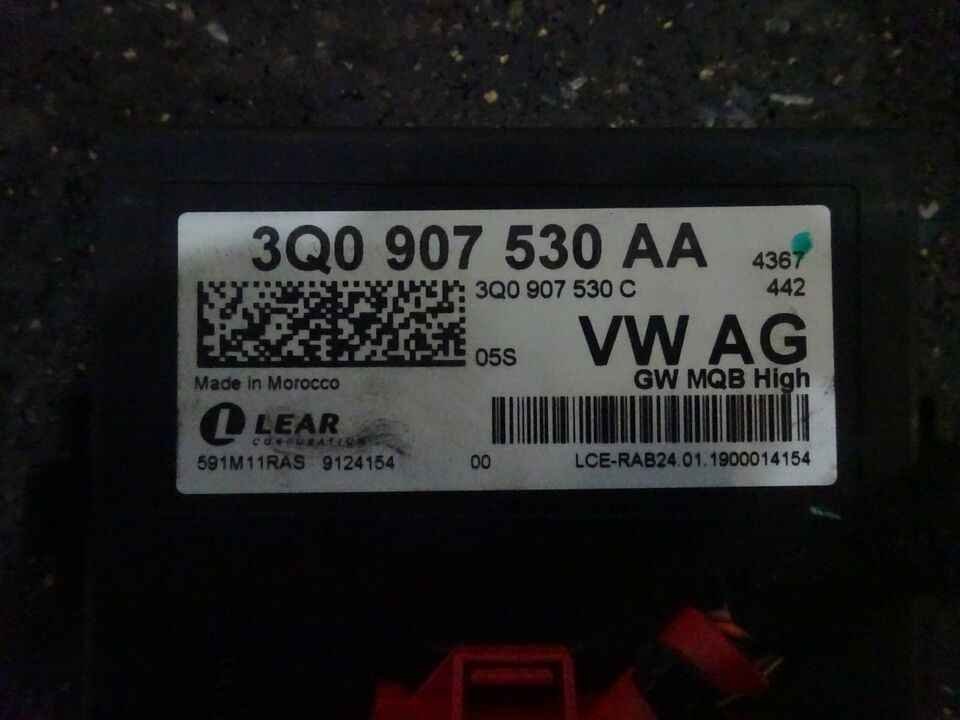 3Q0 907 530 AA
4367
3Q0 907 530 C
442
05S
VW AG
GW MQB High
Made in Morocco
LEAR
CORPORATION
591M11RAS 9124154
00
LCE-RAB24.01.1900014154